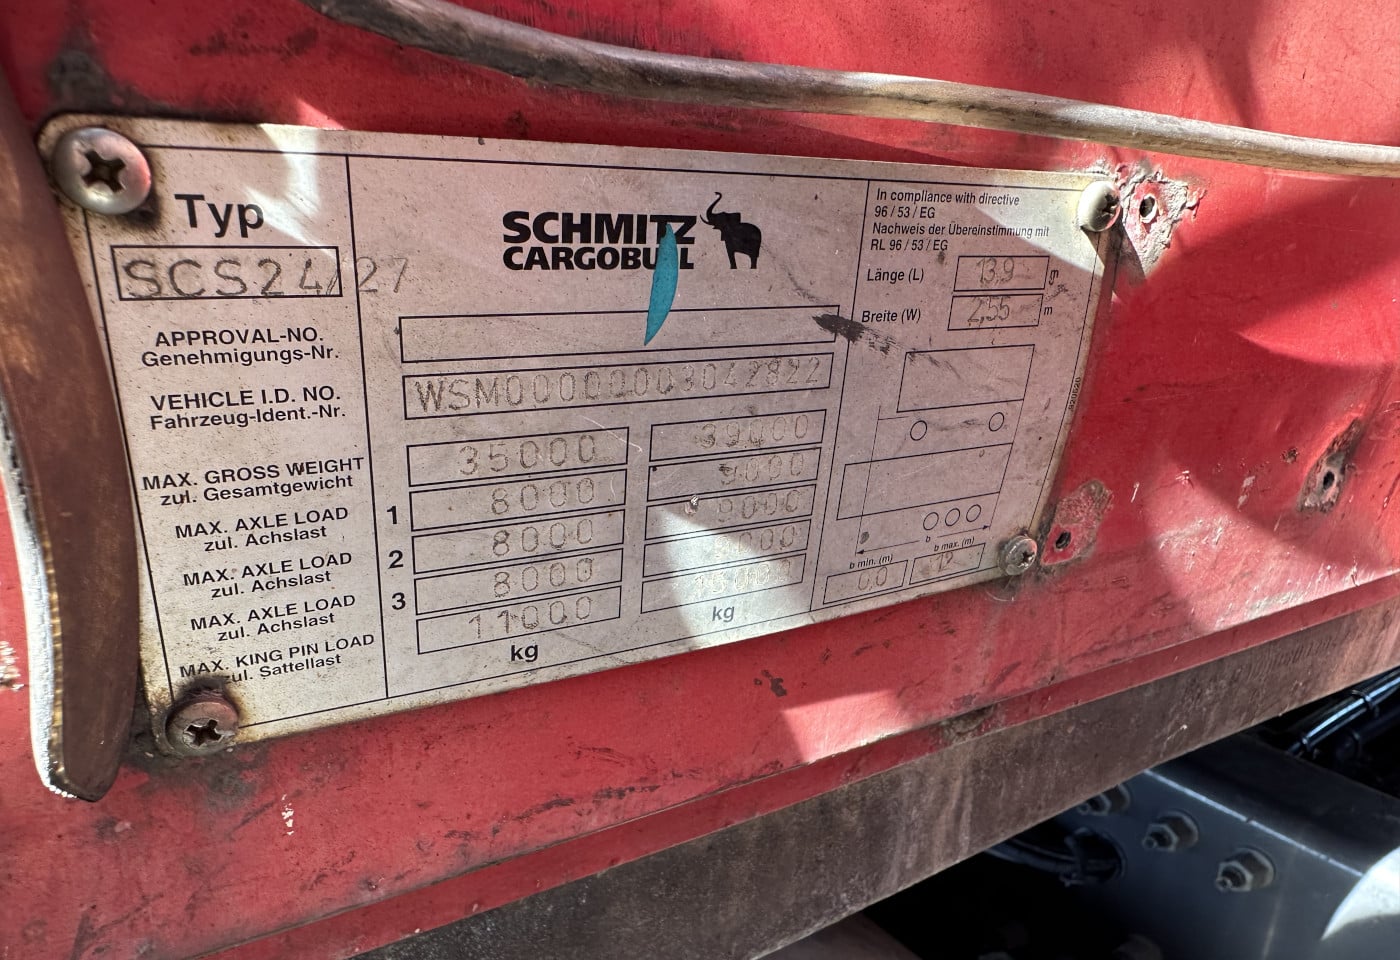 Typ
SCS24/27
SCHMITZ
CARGOBULL
In compliance with directive
96 / 53 / EG
Nachweis der Übereinstimmung mit
RL 96 / 53 / EG
Länge (L)
13,9
m
Breite (W)
2,55
m
APPROVAL-NO.
Genehmigungs-Nr.
VEHICLE I.D. NO.
Fahrzeug-Ident.-Nr.
WSM00000003042822
MAX. GROSS WEIGHT
zul. Gesamtgewicht
35000
39000
MAX. AXLE LOAD
zul. Achslast
1
8000
9000
MAX. AXLE LOAD
zul. Achslast
2
8000
9000
MAX. AXLE LOAD
zul. Achslast
3
8000
9000
MAX. KING PIN LOAD
zul. Sattellast
11000
kg
kg
b
b min. (m)
b max. (m)
0,0
12